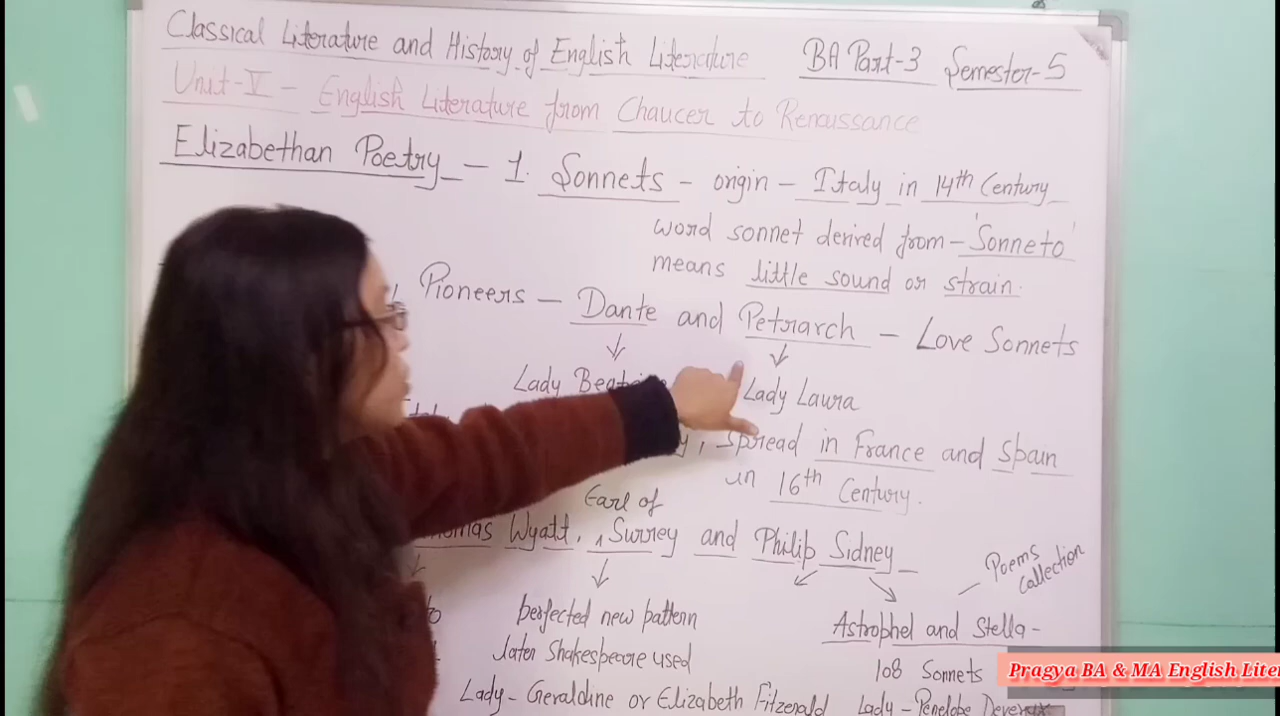 Classical Literature and History of English Literature BA Part-3 Semester-5
Unit-V - English Literature from Chaucer to Renaissance
Elizabethan Poetry - 1. Sonnets - origin - Italy in 14th Century
word sonnet derived from - 'Sonneto'
means little sound or strain.
Pioneers - Dante and Petrarch - Love Sonnets
Lady Lady Laura
spread in France and Spain
in 16th Century.
Earl of
Wyatt, Surrey and Philip Sidney -
Poems collection
perfected new pattern Astrophel and Stella -
later Shakespeare used 108 Sonnets
Lady - Geraldine or Elizabeth Fitzerald Lady - Penelope
Pragya BA & MA English